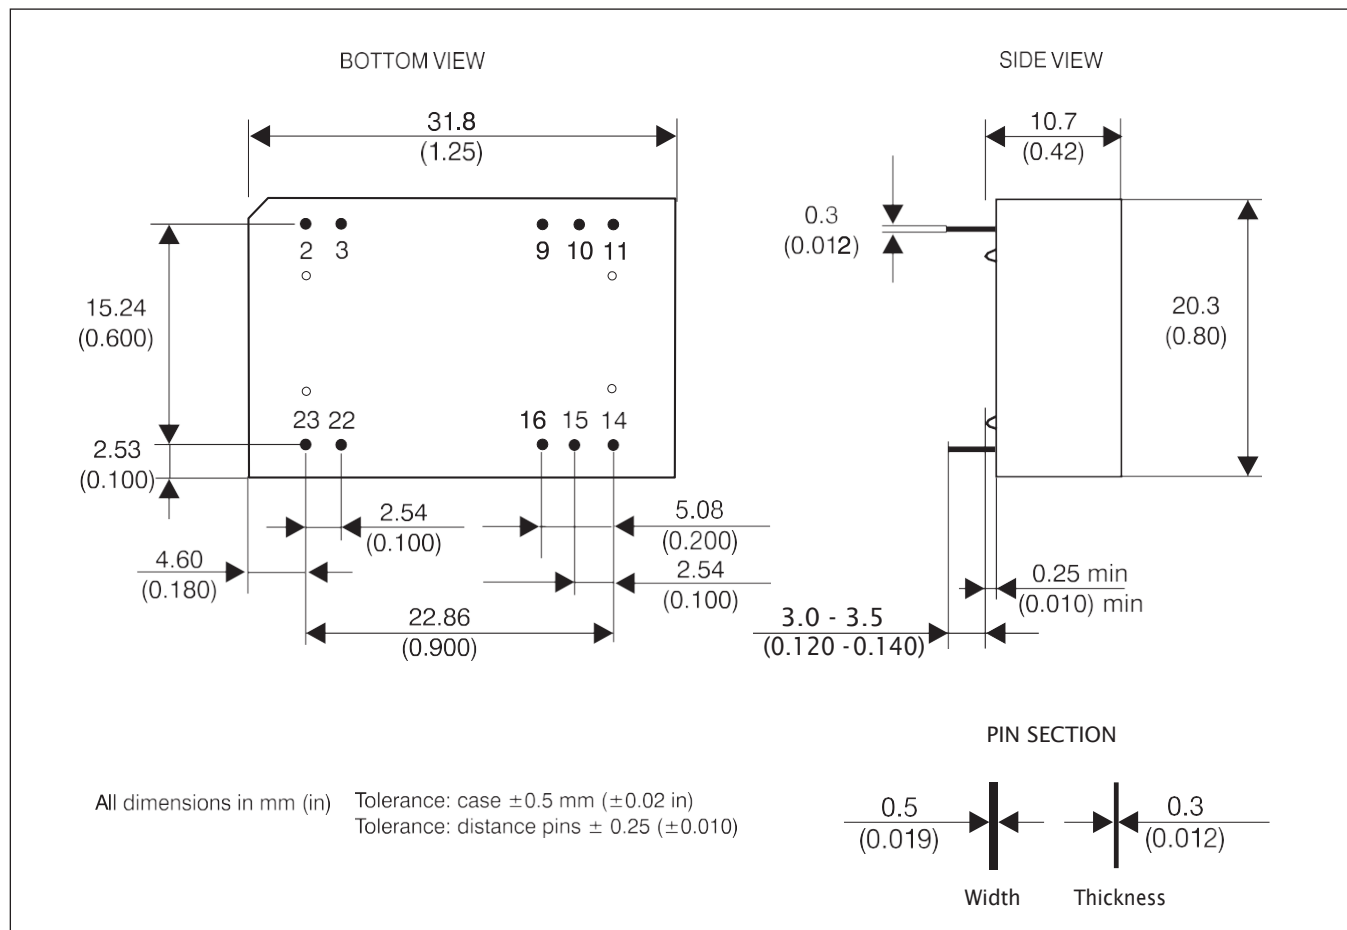 BOTTOM VIEW
SIDE VIEW
31.8
(1.25)
10.7
(0.42)
0.3
(0.012)
2 3 9 10 11
15.24
(0.600)
20.3
(0.80)
23 22 16 15 14
2.53
(0.100)
2.54
(0.100)
5.08
(0.200)
4.60
(0.180)
2.54
(0.100)
0.25 min
(0.010) min
22.86
(0.900)
3.0 - 3.5
(0.120 -0.140)
PIN SECTION
All dimensions in mm (in)
Tolerance: case ±0.5 mm (±0.02 in)
Tolerance: distance pins ± 0.25 (±0.010)
0.5
(0.019)
0.3
(0.012)
Width
Thickness